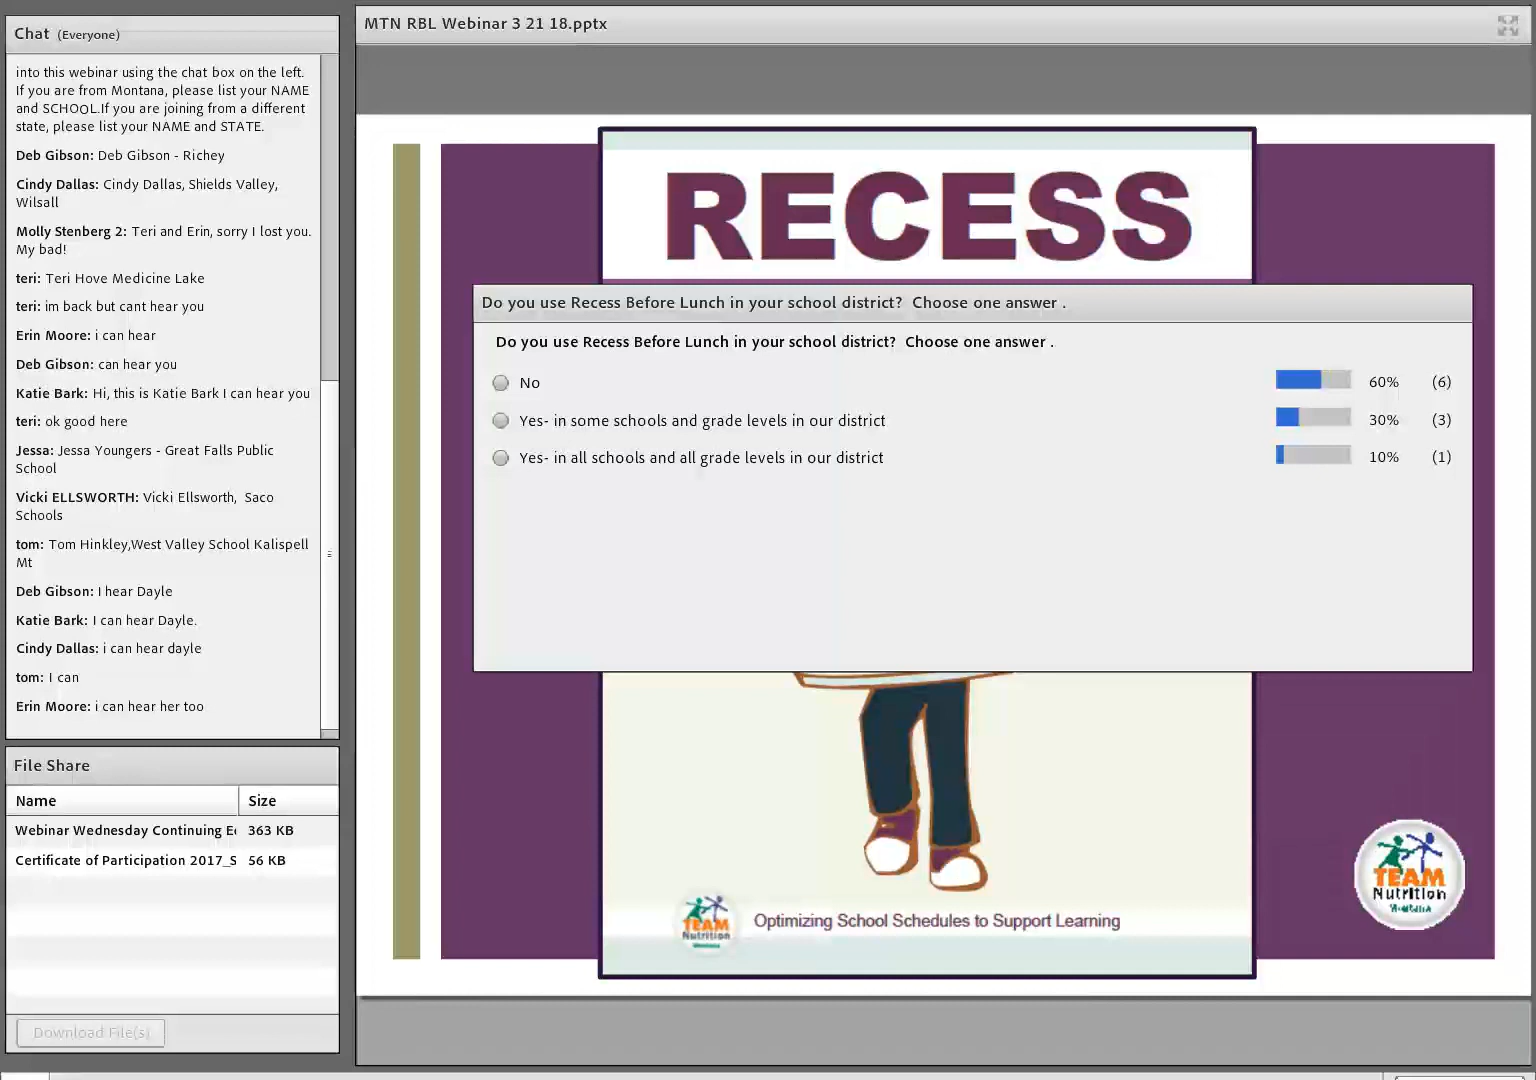 Chat (Everyone)
into this webinar using the chat box on the left.
If you are from Montana, please list your NAME
and SCHOOL.If you are joining from a different
state, please list your NAME and STATE.
Deb Gibson: Deb Gibson - Richey
Cindy Dallas: Cindy Dallas, Shields Valley,
Wilsall
Molly Stenberg 2: Teri and Erin, sorry I lost you.
My bad!
teri: Teri Hove Medicine Lake
teri: im back but cant hear you
Erin Moore: i can hear
Deb Gibson: can hear you
Katie Bark: Hi, this is Katie Bark I can hear you
teri: ok good here
Jessa: Jessa Youngers - Great Falls Public
School
Vicki ELLSWORTH: Vicki Ellsworth, Saco
Schools
tom: Tom Hinkley,West Valley School Kalispell
Mt
Deb Gibson: I hear Dayle
Katie Bark: I can hear Dayle.
Cindy Dallas: i can hear dayle
tom: I can
Erin Moore: i can hear her too
File Share
Name Size
Webinar Wednesday Continuing E 363 KB
Certificate of Participation 2017_S 56 KB
Download File(s)
MTN RBL Webinar 3 21 18.pptx
RECESS
Do you use Recess Before Lunch in your school district? Choose one answer .
Do you use Recess Before Lunch in your school district? Choose one answer .
No 60% (6)
Yes- in some schools and grade levels in our district 30% (3)
Yes- in all schools and all grade levels in our district 10% (1)
TEAM
Nutrition
Montana
Optimizing School Schedules to Support Learning
TEAM
Nutrition
Montana